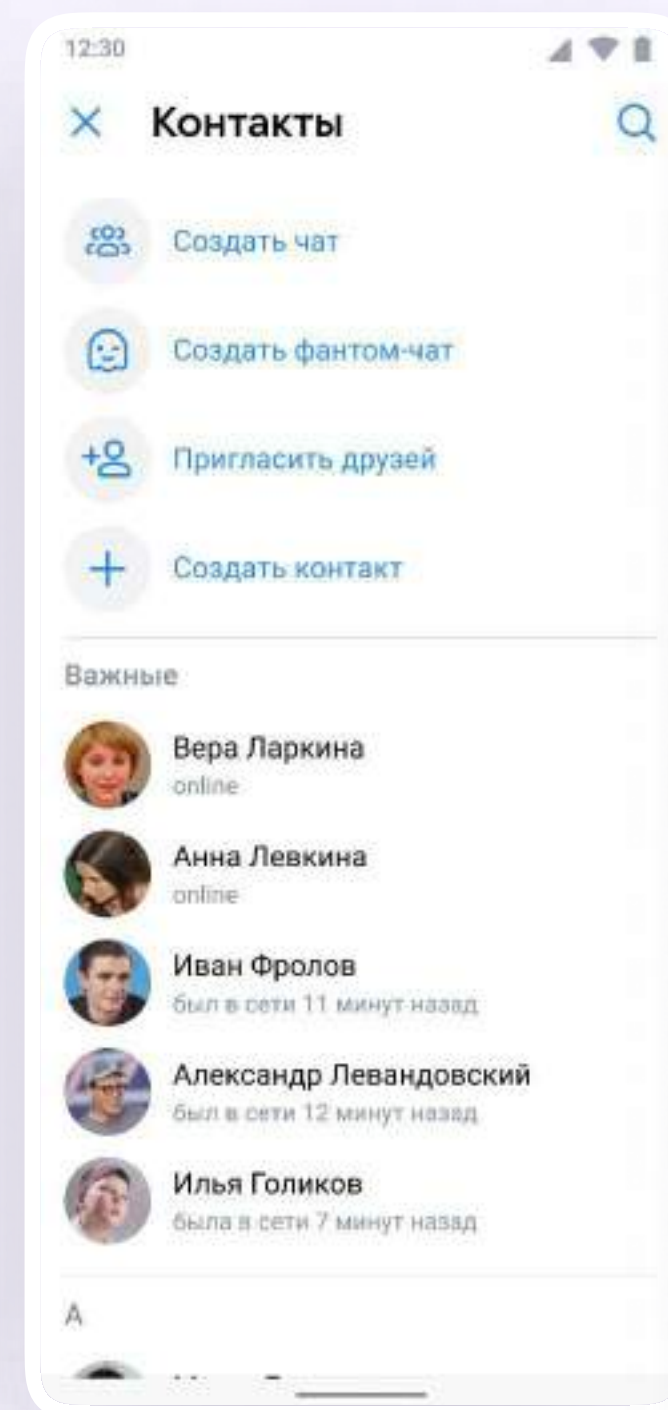 12:30
Контакты
Создать чат
Создать фантом-чат
Пригласить друзей
Создать контакт
Важные
Вера Ларкина
online
Анна Левкина
online
Иван Фролов
был в сети 11 минут назад
Александр Левандовский
был в сети 12 минут назад
Илья Голиков
была в сети 7 минут назад
А